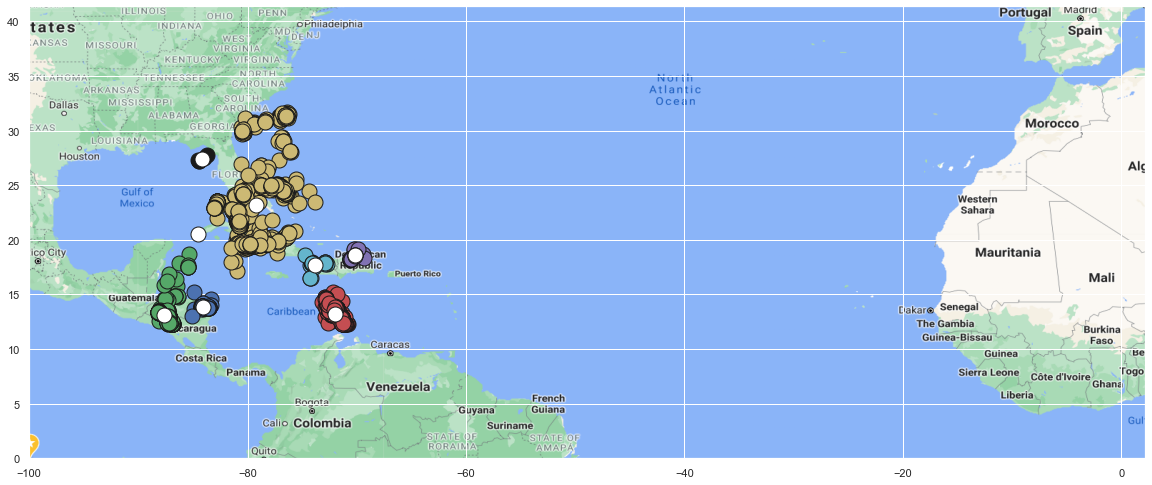 ILLINOIS
OHIO
PENN
Philadelphia
Portugal
Madrid
Spain
tates
INDIANA
MD
DE
NJ
ANSAS
MISSOURI
WEST
VIRGINIA
KENTUCKY
VIRGINIA
OKLAHOMA
TENNESSEE
NORTH
CAROLINA
ARKANSAS
MISSISSIPPI
SOUTH
CAROLINA
Dallas
ALABAMA
GEORGIA
EXAS
LOUISIANA
Houston
FLOR
North
Atlantic
Ocean
Morocco
Alg
Gulf of
Mexico
Western
Sahara
Mauritania
Mali
ico City
Dominican
Republic
Puerto Rico
Guatemala
Caribbean
Dakar
Senegal
The Gambia
Guinea-Bissau
Burkina
Faso
Guinea
Be
Nicaragua
Costa Rica
Panama
Caracas
Venezuela
Sierra Leone
Côte d'Ivoire
Togo
Ghana
Liberia
Bogota
Guyana
French
Guiana
Suriname
Cali
Colombia
STATE OF
RORAIMA
STATE OF
AMAPA
Quito
Gulf
40
35
30
25
20
15
10
5
0
−100
−80
−60
−40
−20
0